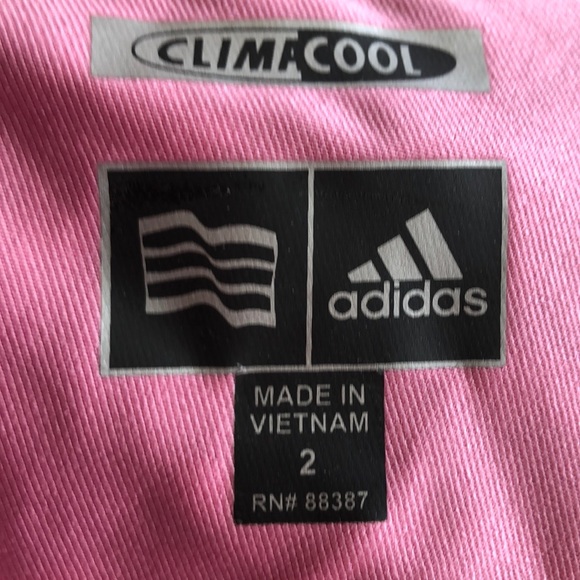 CLIMACOOL
adidas
MADE IN
VIETNAM
2
RN# 88387